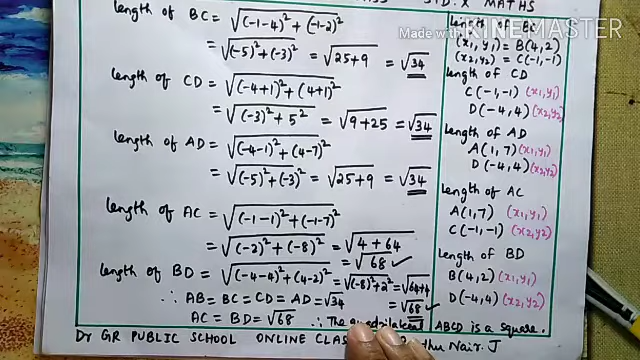 STD. X MATHS
Made with KINEMASTER
length of BC = √(-1-4)² + (-1-2)²
= √(-5)² + (-3)² = √25+9 = √34
length of CD = √(-4+1)² + (4+1)²
= √(-3)² + 5² = √9+25 = √34
length of AD = √(-4-1)² + (4-7)²
= √(-5)² + (-3)² = √25+9 = √34
length of AC = √(-1-1)² + (-1-7)²
= √(-2)² + (-8)² = √4+64
= √68 ✓
length of BD = √(-4-4)² + (4-2)² = √(-8)² + 2² = √64+4
= √68 ✓
∴ AB = BC = CD = AD = √34
AC = BD = √68 ∴ The quadrilateral ABCD is a square.
length of BC
(x1, y1) = B(4,2)
(x2, y2) = C(-1,-1)
length of CD
C(-1,-1) (x1,y1)
D(-4,4) (x2,y2)
length of AD
A(1,7) (x1,y1)
D(-4,4) (x2,y2)
length of AC
A(1,7) (x1,y1)
C(-1,-1) (x2,y2)
length of BD
B(4,2) (x1,y1)
D(-4,4) (x2,y2)
Dr GR PUBLIC SCHOOL ONLINE CLASS Nair. J